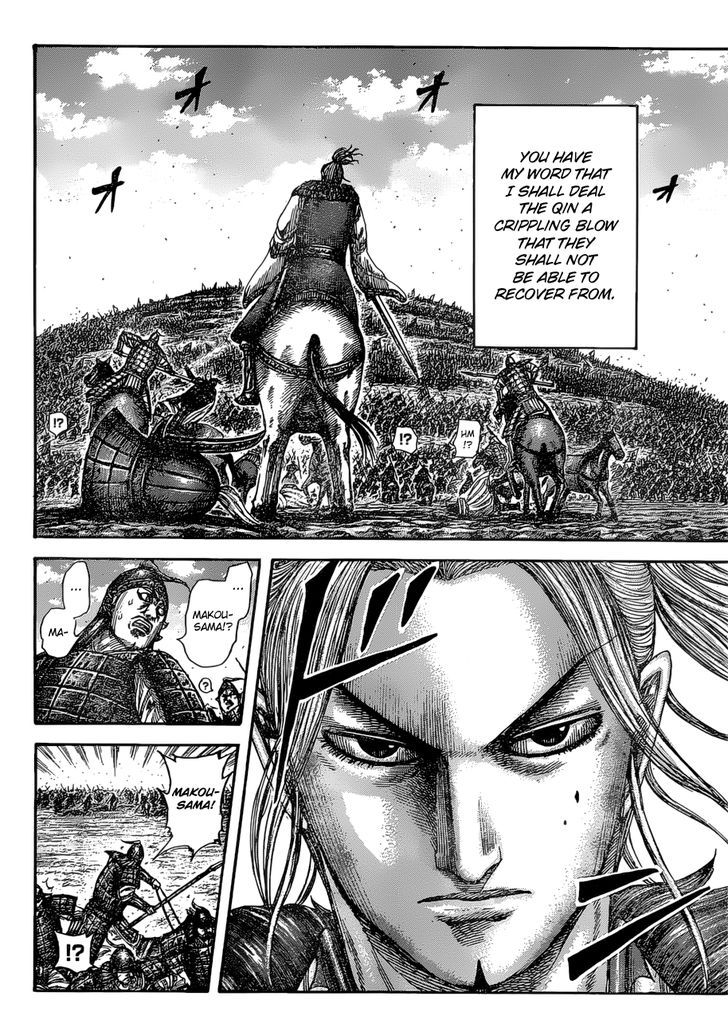 YOU HAVE
MY WORD THAT
I SHALL DEAL
THE QIN A
CRIPPLING BLOW
THAT THEY
SHALL NOT
BE ABLE TO
RECOVER FROM.
HM
!?
!?
!?
...
MAKOU-
SAMA!?
...
MA-
?
MAKOU-
SAMA!
!?